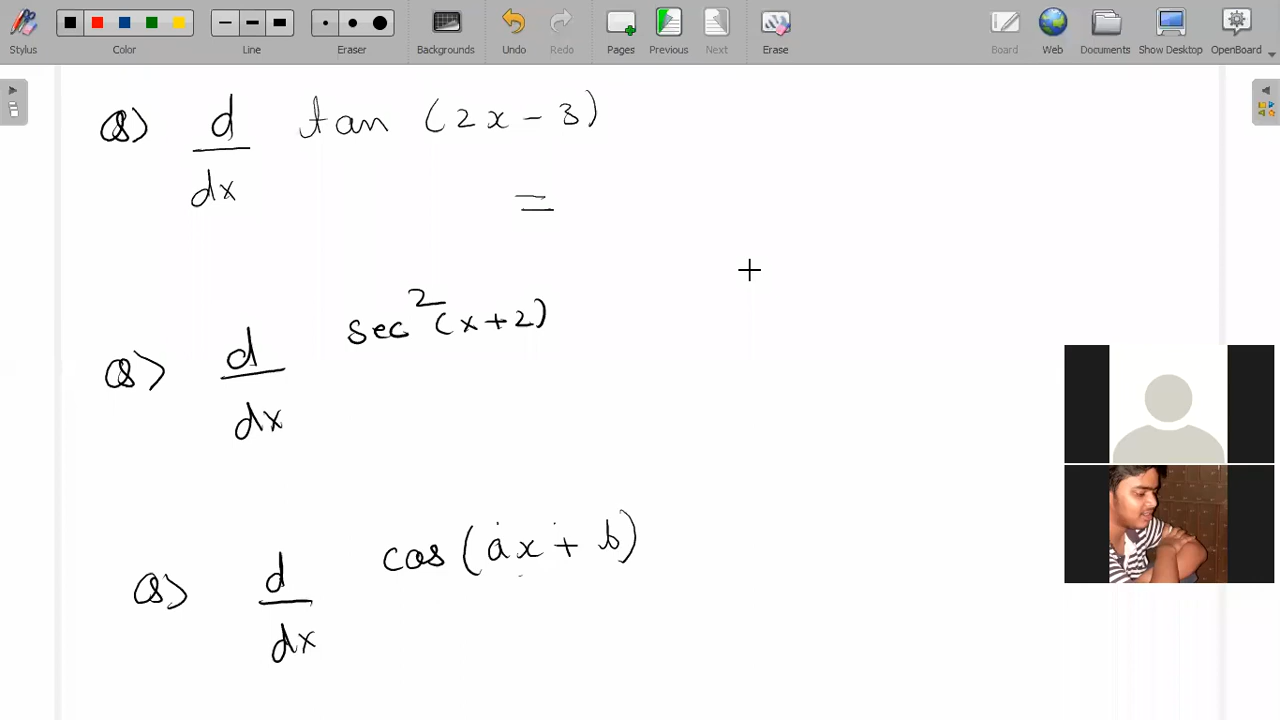 Stylus Color Line Eraser Backgrounds Undo Redo Pages Previous Next Erase Board Web Documents Show Desktop OpenBoard
Q> d/dx tan (2x - 3)
=
Q> d/dx sec²(x+2)
Q> d/dx cos(ax + b)